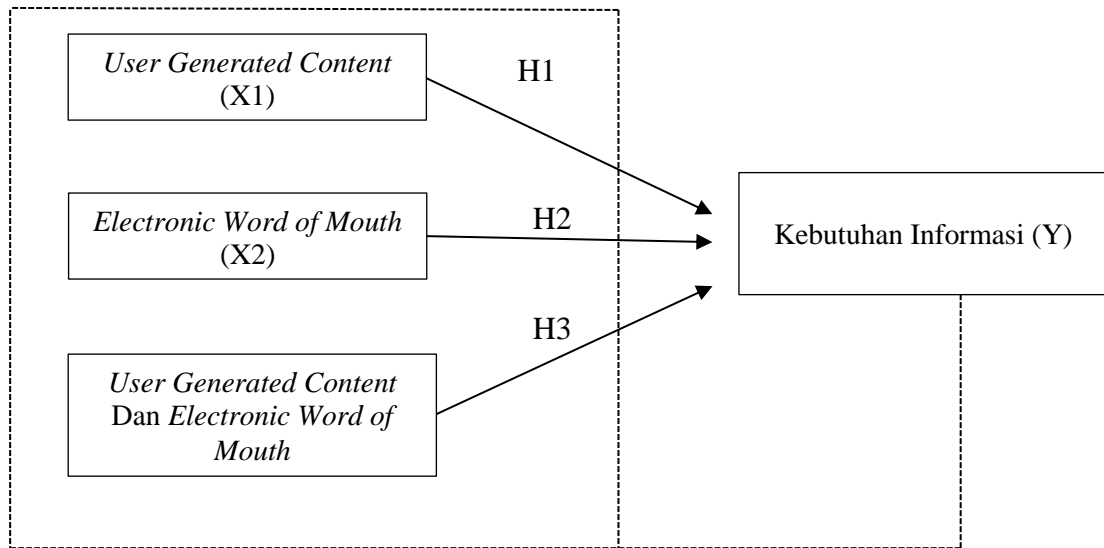 User Generated Content
(X1)
H1
Electronic Word of Mouth
(X2)
H2
Kebutuhan Informasi (Y)
H3
User Generated Content
Dan Electronic Word of
Mouth